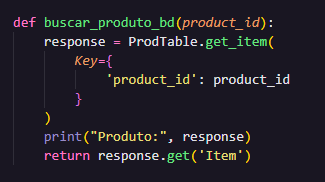 def buscar_produto_bd(product_id):
    response = ProdTable.get_item(
        Key={
            'product_id': product_id
        }
    )
    print("Produto:", response)
    return response.get('Item')